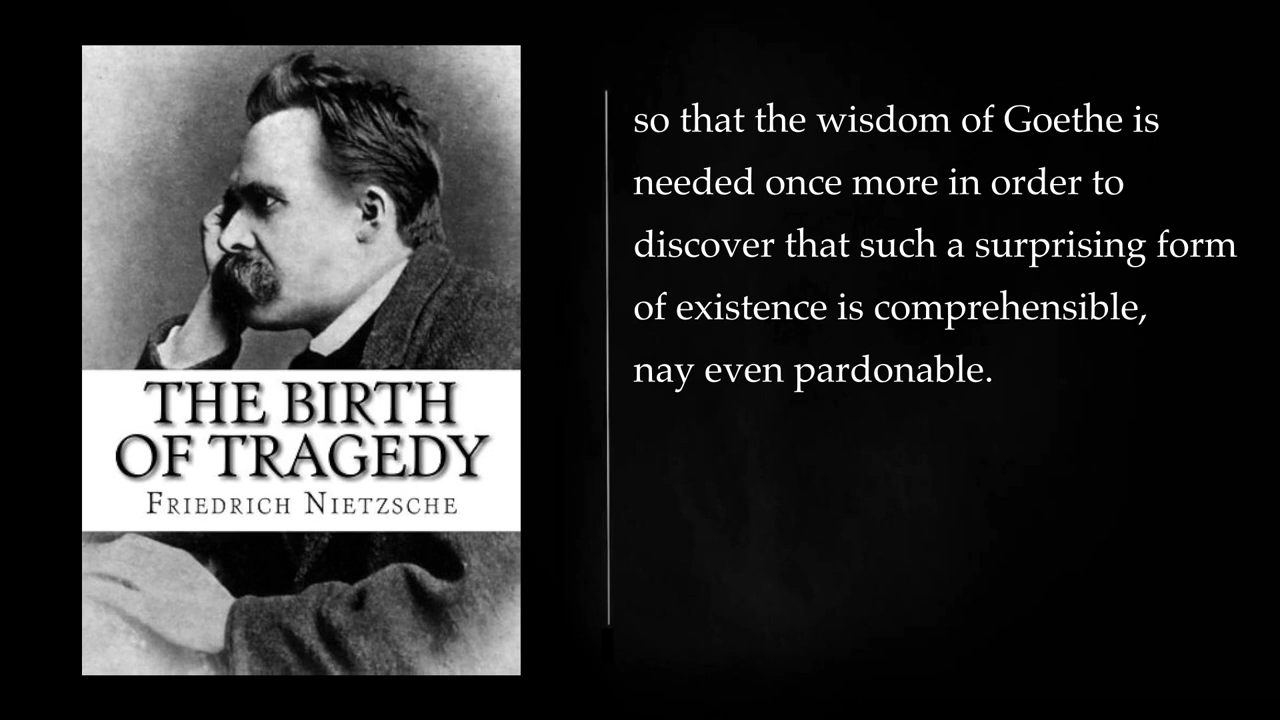 THE BIRTH
OF TRAGEDY
FRIEDRICH NIETZSCHE
so that the wisdom of Goethe is
needed once more in order to
discover that such a surprising form
of existence is comprehensible,
nay even pardonable.